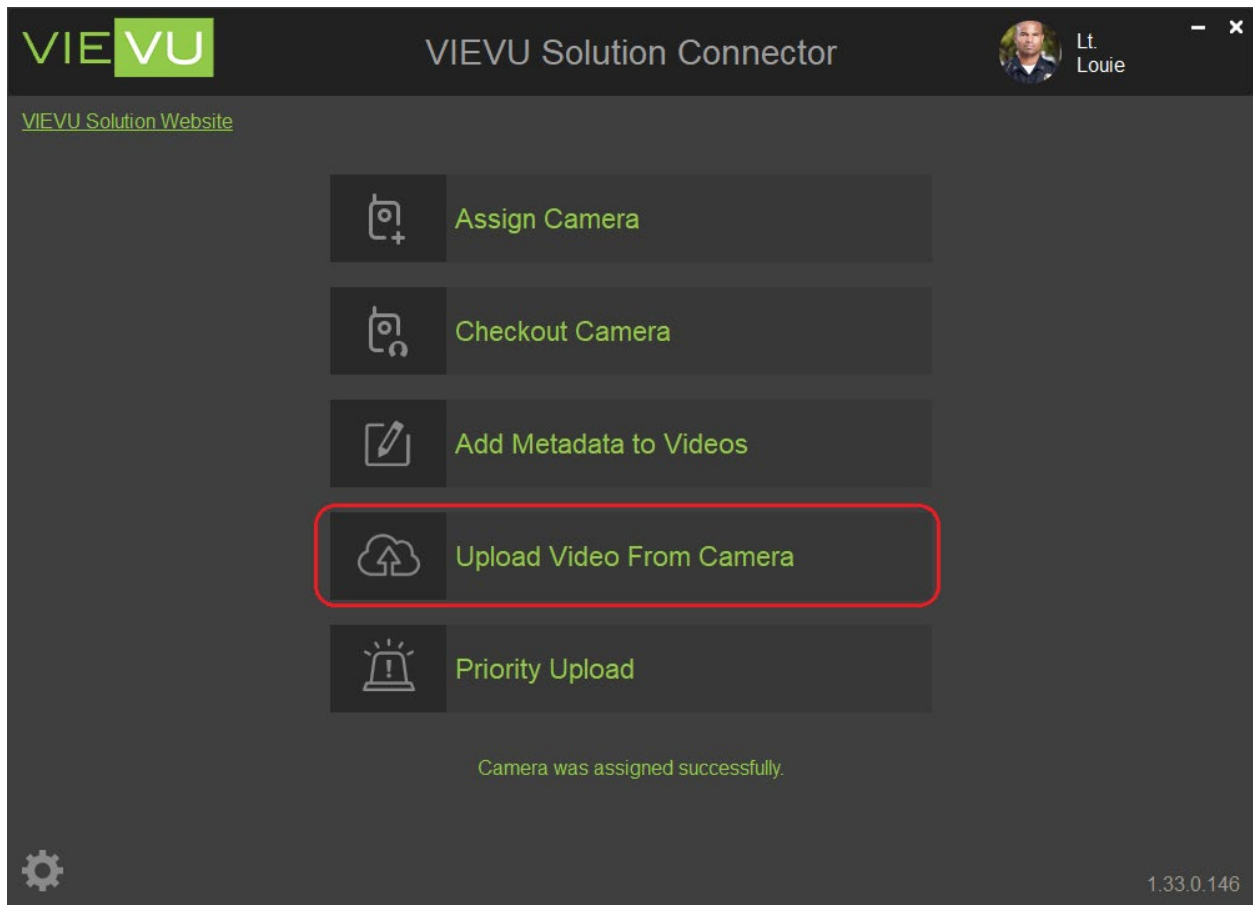 VIEVU
VIEVU Solution Connector
Lt.
Louie
VIEVU Solution Website
Assign Camera
Checkout Camera
Add Metadata to Videos
Upload Video From Camera
Priority Upload
Camera was assigned successfully.
1.33.0.146